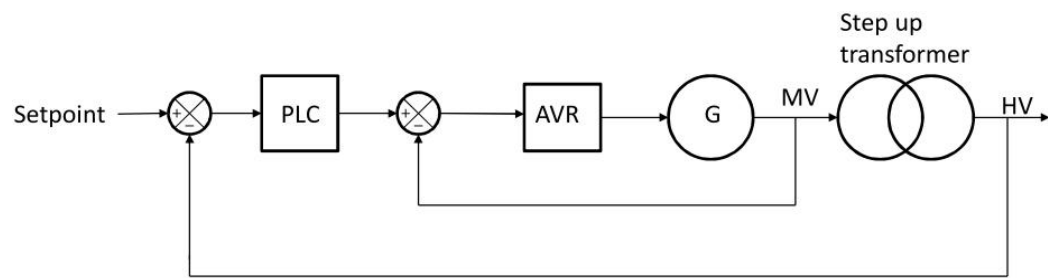 Step up
transformer
Setpoint
+
−
PLC
+
−
AVR
G
MV
HV